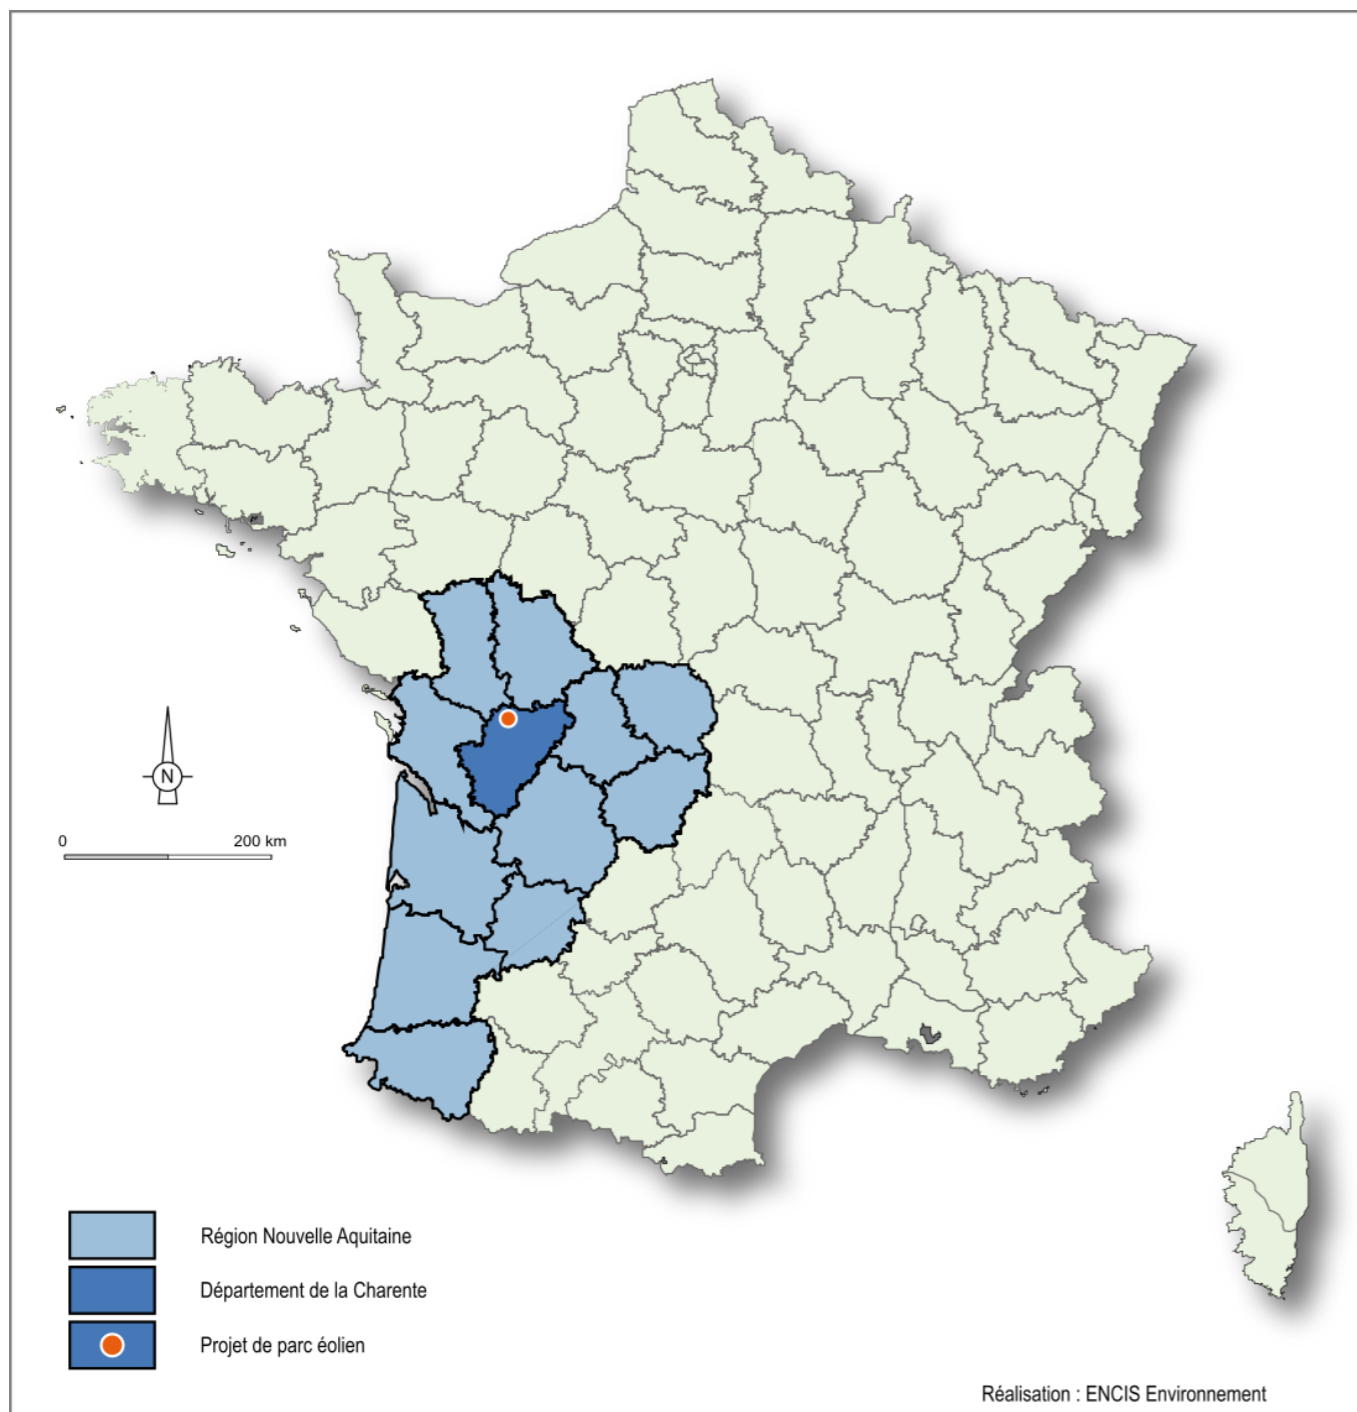 N
0 200 km
Région Nouvelle Aquitaine
Département de la Charente
Projet de parc éolien
Réalisation : ENCIS Environnement